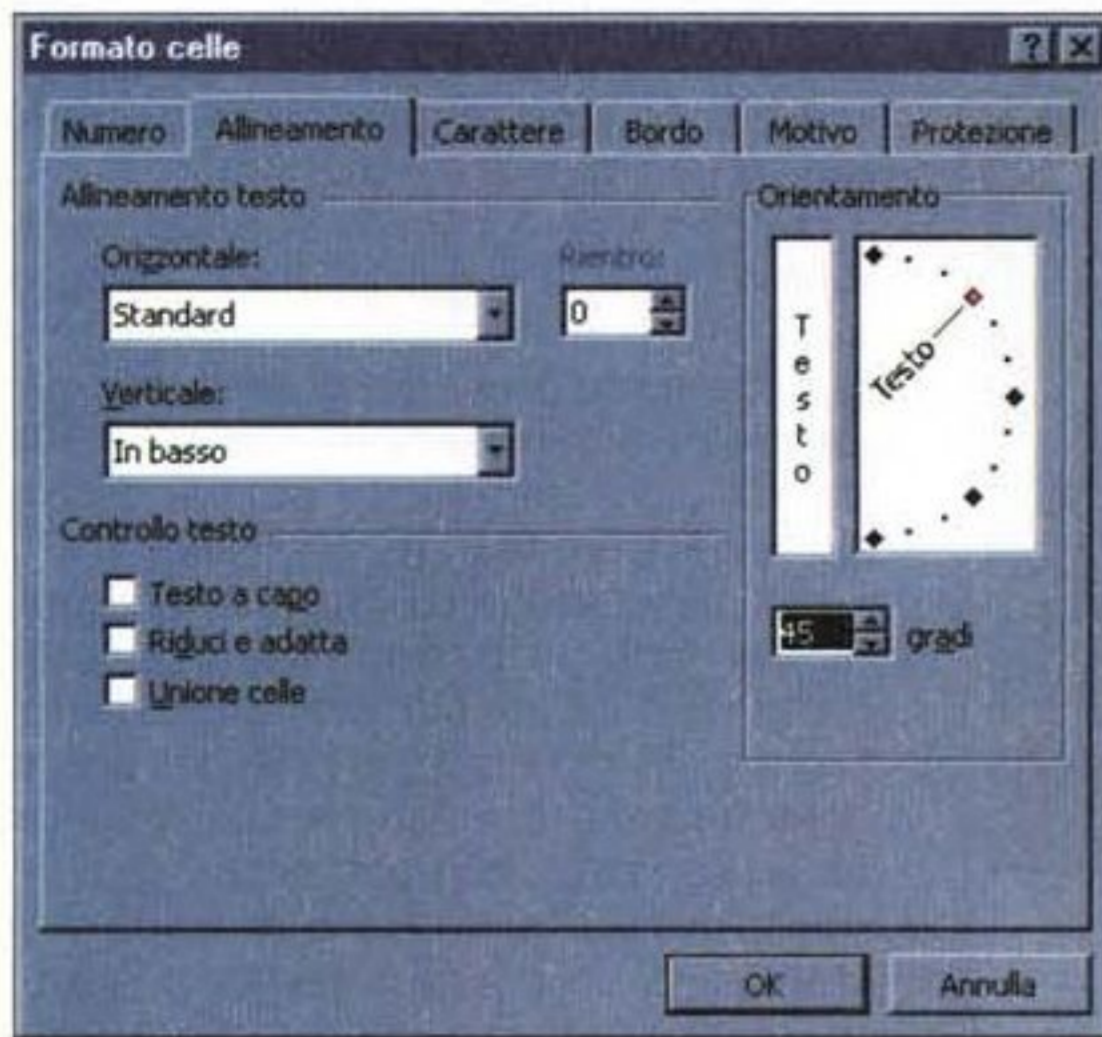 Formato celle
Numero Allineamento Carattere Bordo Motivo Protezione
Allineamento testo
Orizzontale:
Rientro:
Standard
0
Verticale:
In basso
Controllo testo
Testo a capo
Riduci e adatta
Unione celle
Orientamento
T
e
s
t
o
Testo
45 gradi
OK Annulla